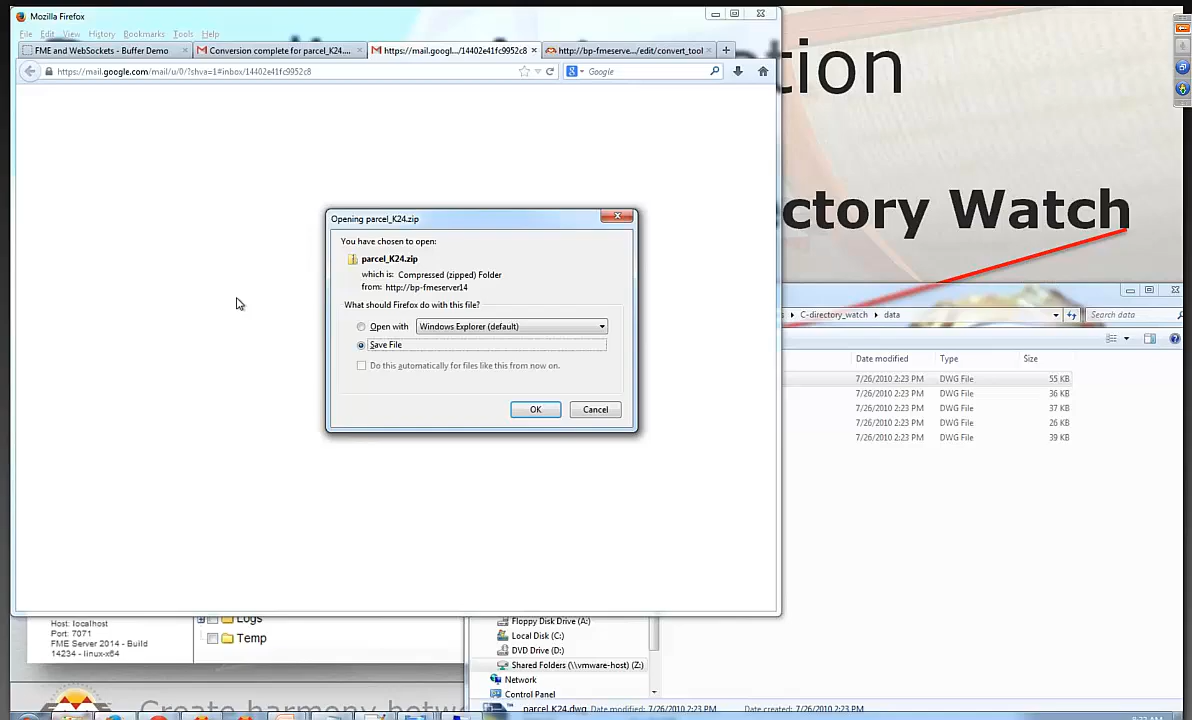 Mozilla Firefox
File Edit View History Bookmarks Tools Help
FME and WebSockets - Buffer Demo
Conversion complete for parcel_K24....
https://mail.google..../14402e41fc9952c8
http://bp-fmeserve.../edit/convert_tool
https://mail.google.com/mail/u/0/?shva=1#inbox/14402e41fc9952c8
Google
tion
ctory Watch
Opening parcel_K24.zip
You have chosen to open:
parcel_K24.zip
which is: Compressed (zipped) Folder
from: http://bp-fmeserver14
What should Firefox do with this file?
Open with Windows Explorer (default)
Save File
Do this automatically for files like this from now on.
OK Cancel
C-directory_watch data
Search data
Date modified Type Size
7/26/2010 2:23 PM DWG File 55 KB
7/26/2010 2:23 PM DWG File 36 KB
7/26/2010 2:23 PM DWG File 37 KB
7/26/2010 2:23 PM DWG File 26 KB
7/26/2010 2:23 PM DWG File 39 KB
Host: localhost
Port: 7071
FME Server 2014 - Build
14234 - linux-x64
Logs
Temp
Floppy Disk Drive (A:)
Local Disk (C:)
DVD Drive (D:)
Shared Folders (\\vmware-host) (Z:)
Network
Control Panel
parcel_K24.dwg Date modified: 7/26/2010 2:23 PM Date created: 7/26/2010 2:23 PM
Create harmony betw